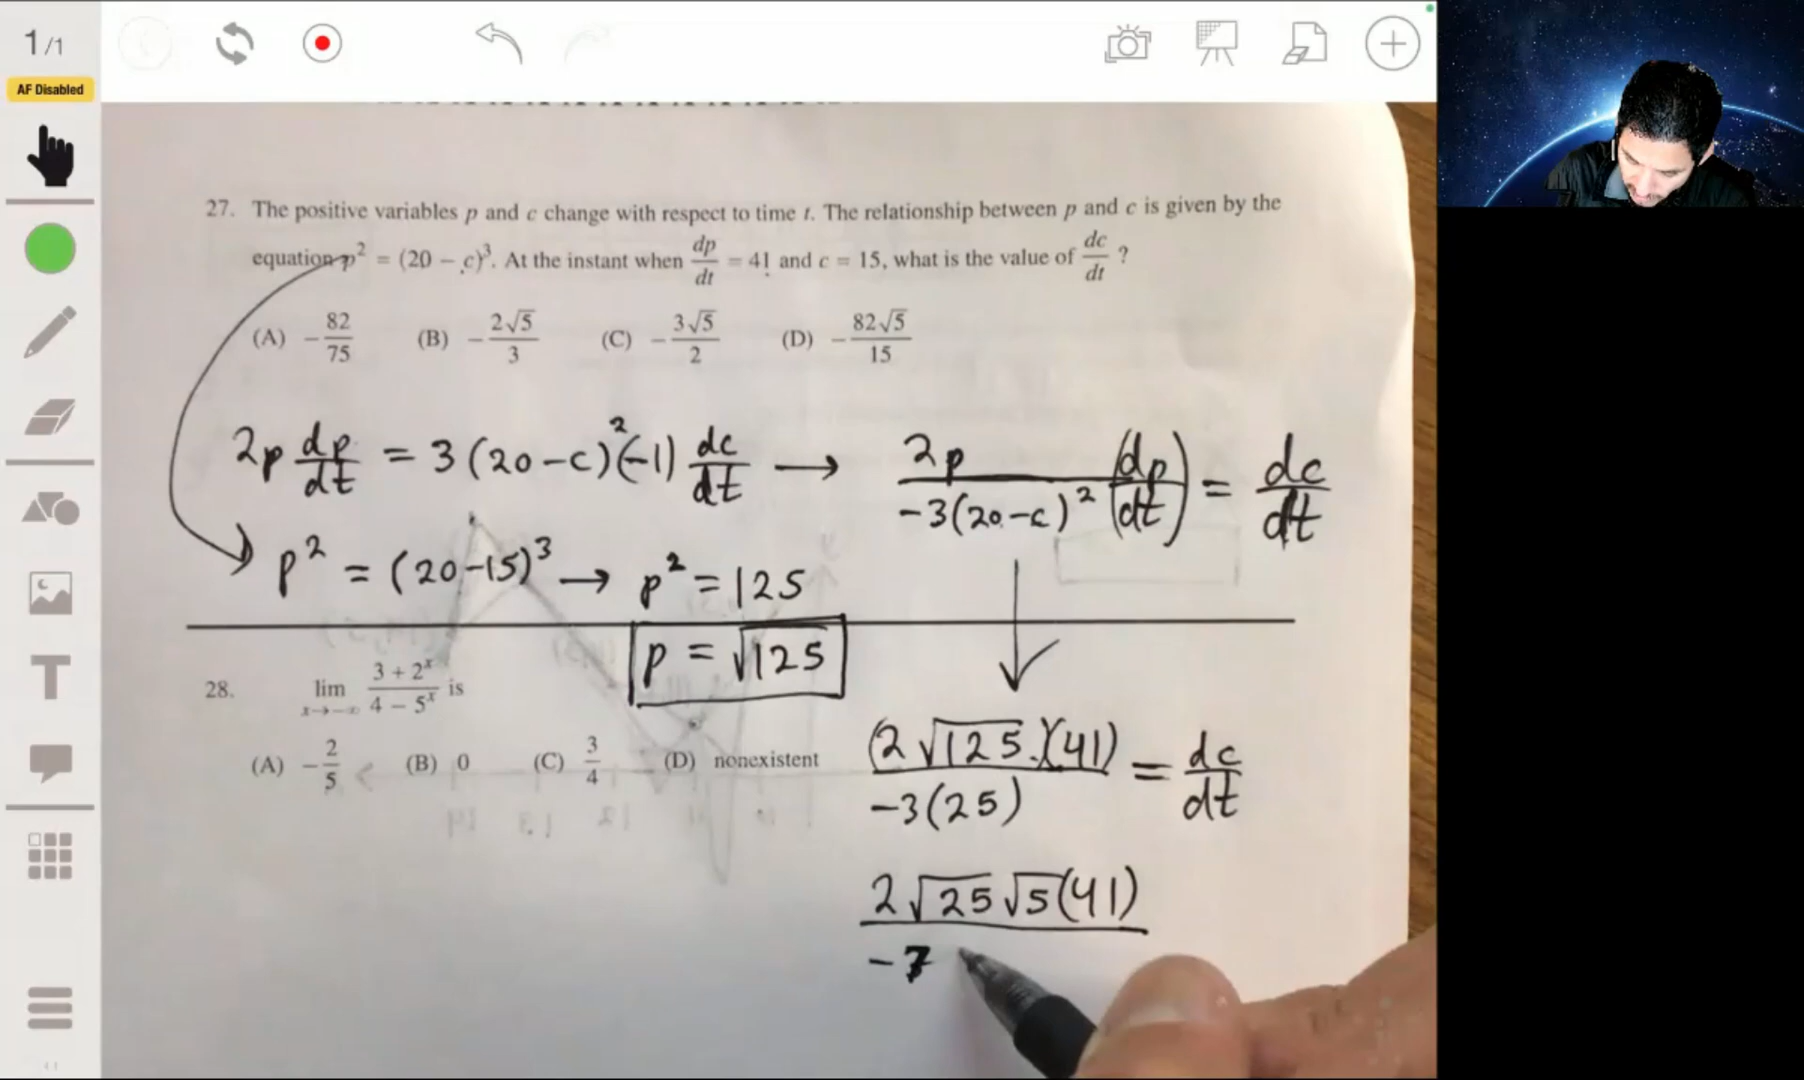 1/1
AF Disabled
27. The positive variables p and c change with respect to time t. The relationship between p and c is given by the
equation p² = (20 − c)³. At the instant when dp/dt = 41 and c = 15, what is the value of dc/dt ?
(A) −82/75 (B) −2√5/3 (C) −3√5/2 (D) −82√5/15
2p dp/dt = 3(20-c)²(-1) dc/dt → 2p/-3(20-c)² (dp/dt) = dc/dt
p² = (20-15)³ → p² = 125
p = √125
28. lim x→−∞ 3 + 2ˣ/4 − 5ˣ is
(A) −2/5 (B) 0 (C) 3/4 (D) nonexistent
(2√125)(41)/-3(25) = dc/dt
2√25√5(41)
-7
T